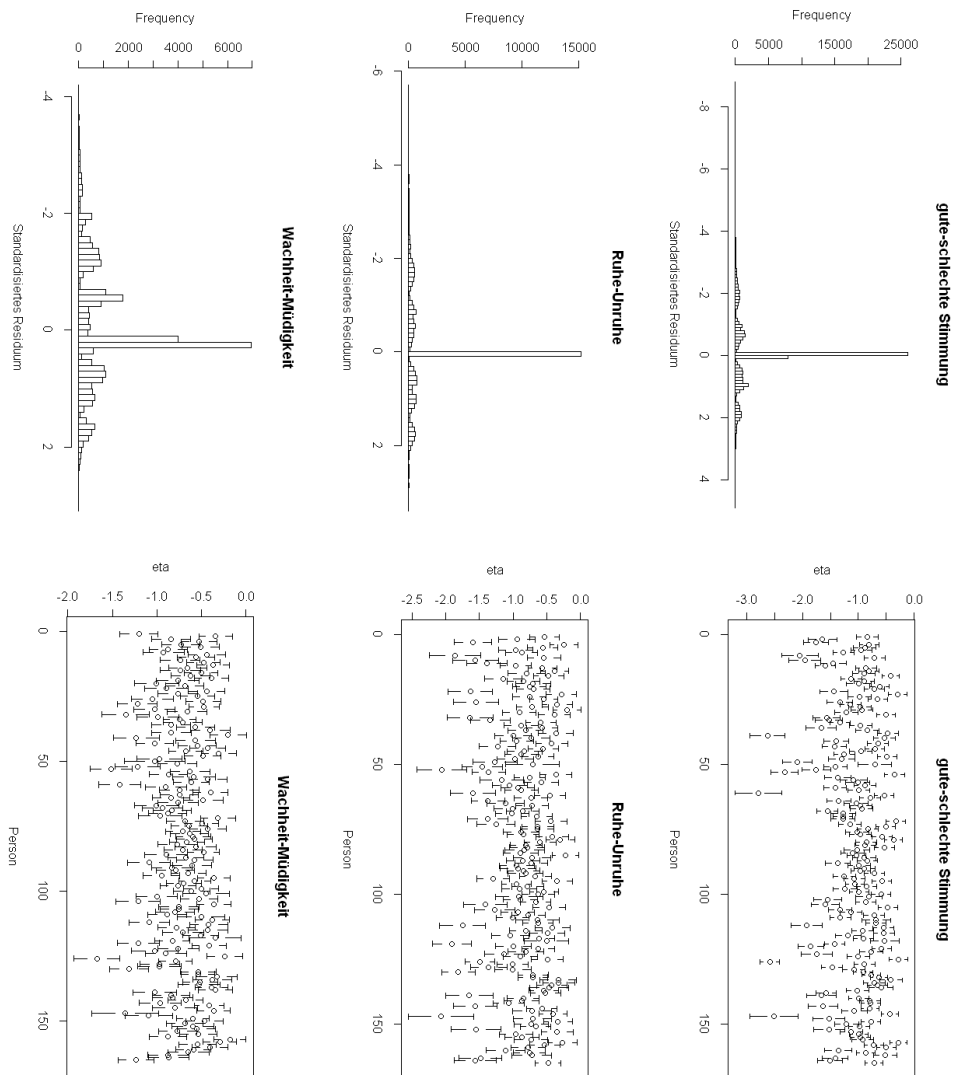 gute-schlechte Stimmung
Frequency
0 5000 15000 25000
-8 -6 -4 -2 0 2 4
Standardisiertes Residuum
gute-schlechte Stimmung
eta
-3.0 -2.0 -1.0 0.0
0 50 100 150
Person
Ruhe-Unruhe
Frequency
0 5000 10000 15000
-6 -4 -2 0 2
Standardisiertes Residuum
Ruhe-Unruhe
eta
-2.5 -2.0 -1.5 -1.0 -0.5 0.0
0 50 100 150
Person
Wachheit-Müdigkeit
Frequency
0 2000 4000 6000
-4 -2 0 2
Standardisiertes Residuum
Wachheit-Müdigkeit
eta
-2.0 -1.5 -1.0 -0.5 0.0
0 50 100 150
Person